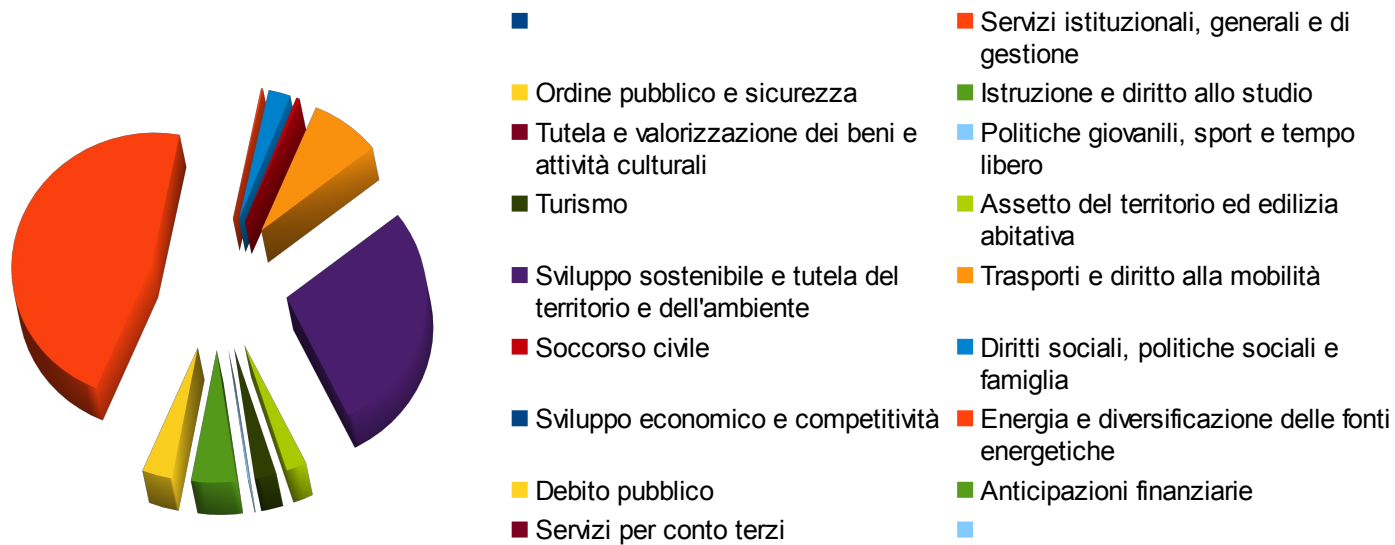 Servizi istituzionali, generali e di
gestione
Ordine pubblico e sicurezza
Istruzione e diritto allo studio
Tutela e valorizzazione dei beni e
attività culturali
Politiche giovanili, sport e tempo
libero
Turismo
Assetto del territorio ed edilizia
abitativa
Sviluppo sostenibile e tutela del
territorio e dell'ambiente
Trasporti e diritto alla mobilità
Soccorso civile
Diritti sociali, politiche sociali e
famiglia
Sviluppo economico e competitività
Energia e diversificazione delle fonti
energetiche
Debito pubblico
Anticipazioni finanziarie
Servizi per conto terzi